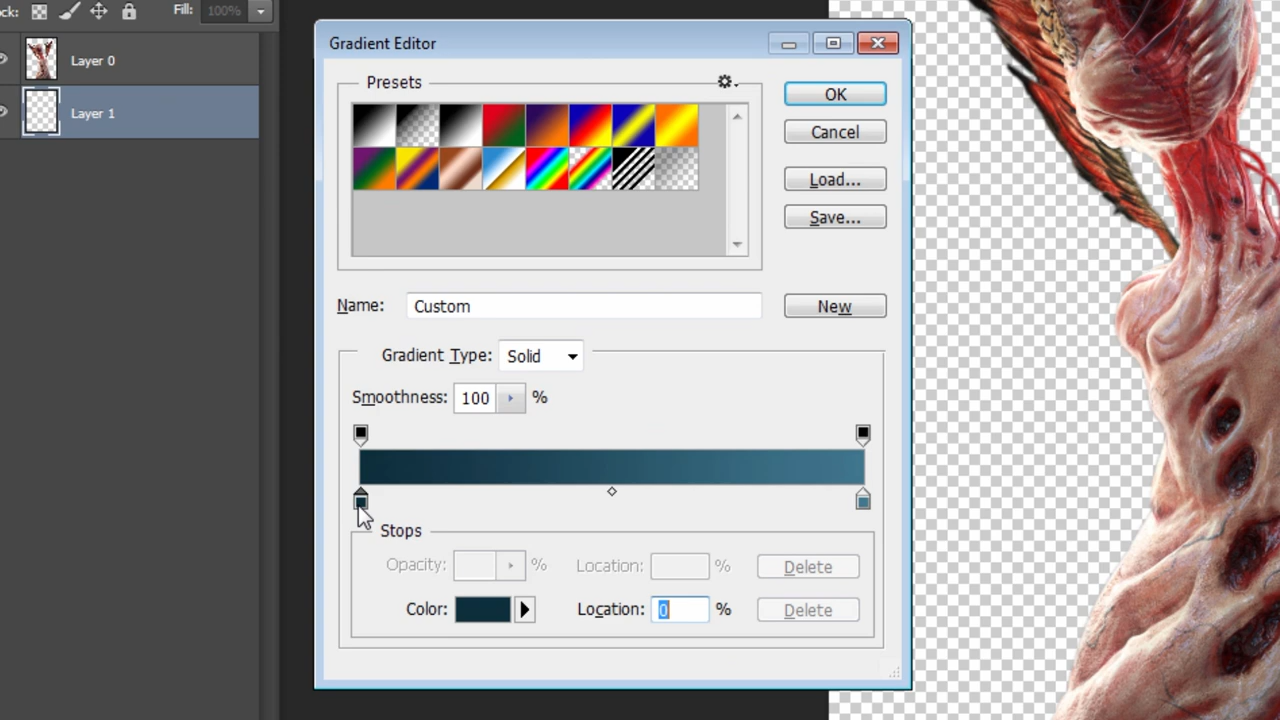 ck:
Fill: 100%
Layer 0
Layer 1
Gradient Editor
Presets
OK
Cancel
Load...
Save...
Name: Custom
New
Gradient Type: Solid
Smoothness: 100 %
Stops
Opacity: % Location: % Delete
Color: Location: 0 % Delete